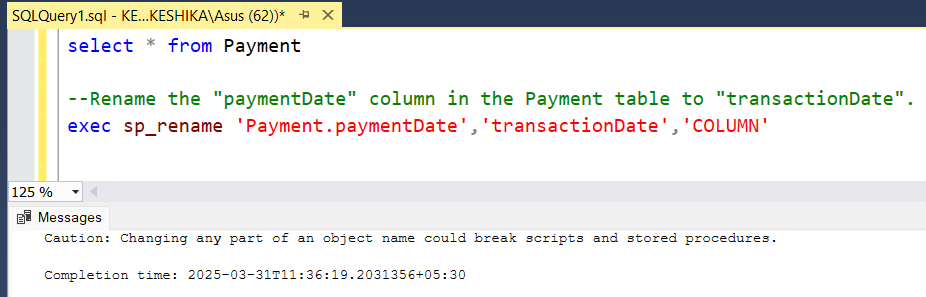 SQLQuery1.sql - KE...KESHIKA\Asus (62))*
select * from Payment
--Rename the "paymentDate" column in the Payment table to "transactionDate".
exec sp_rename 'Payment.paymentDate','transactionDate','COLUMN'
125 %
Messages
Caution: Changing any part of an object name could break scripts and stored procedures.
Completion time: 2025-03-31T11:36:19.2031356+05:30